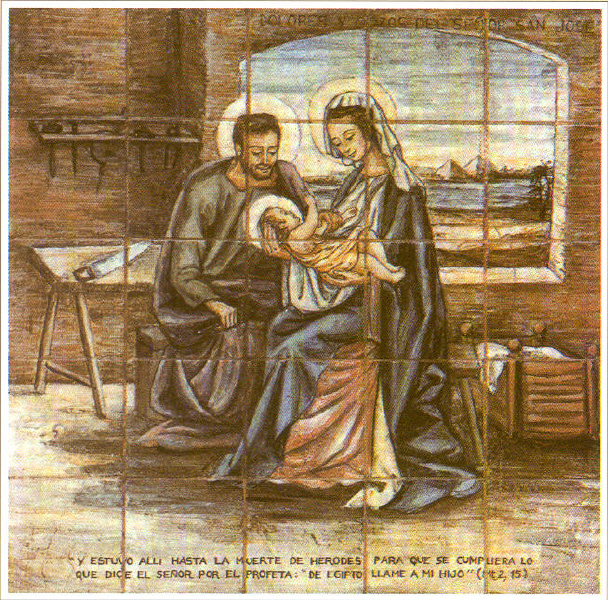 DOLORES Y GOZOS DEL SEÑOR SAN JOSE
"Y ESTUVO ALLI HASTA LA MUERTE DE HERODES PARA QUE SE CUMPLIERA LO
QUE DICE EL SEÑOR POR EL PROFETA: "DE EGIPTO LLAME A MI HIJO" (Mt 2, 15)